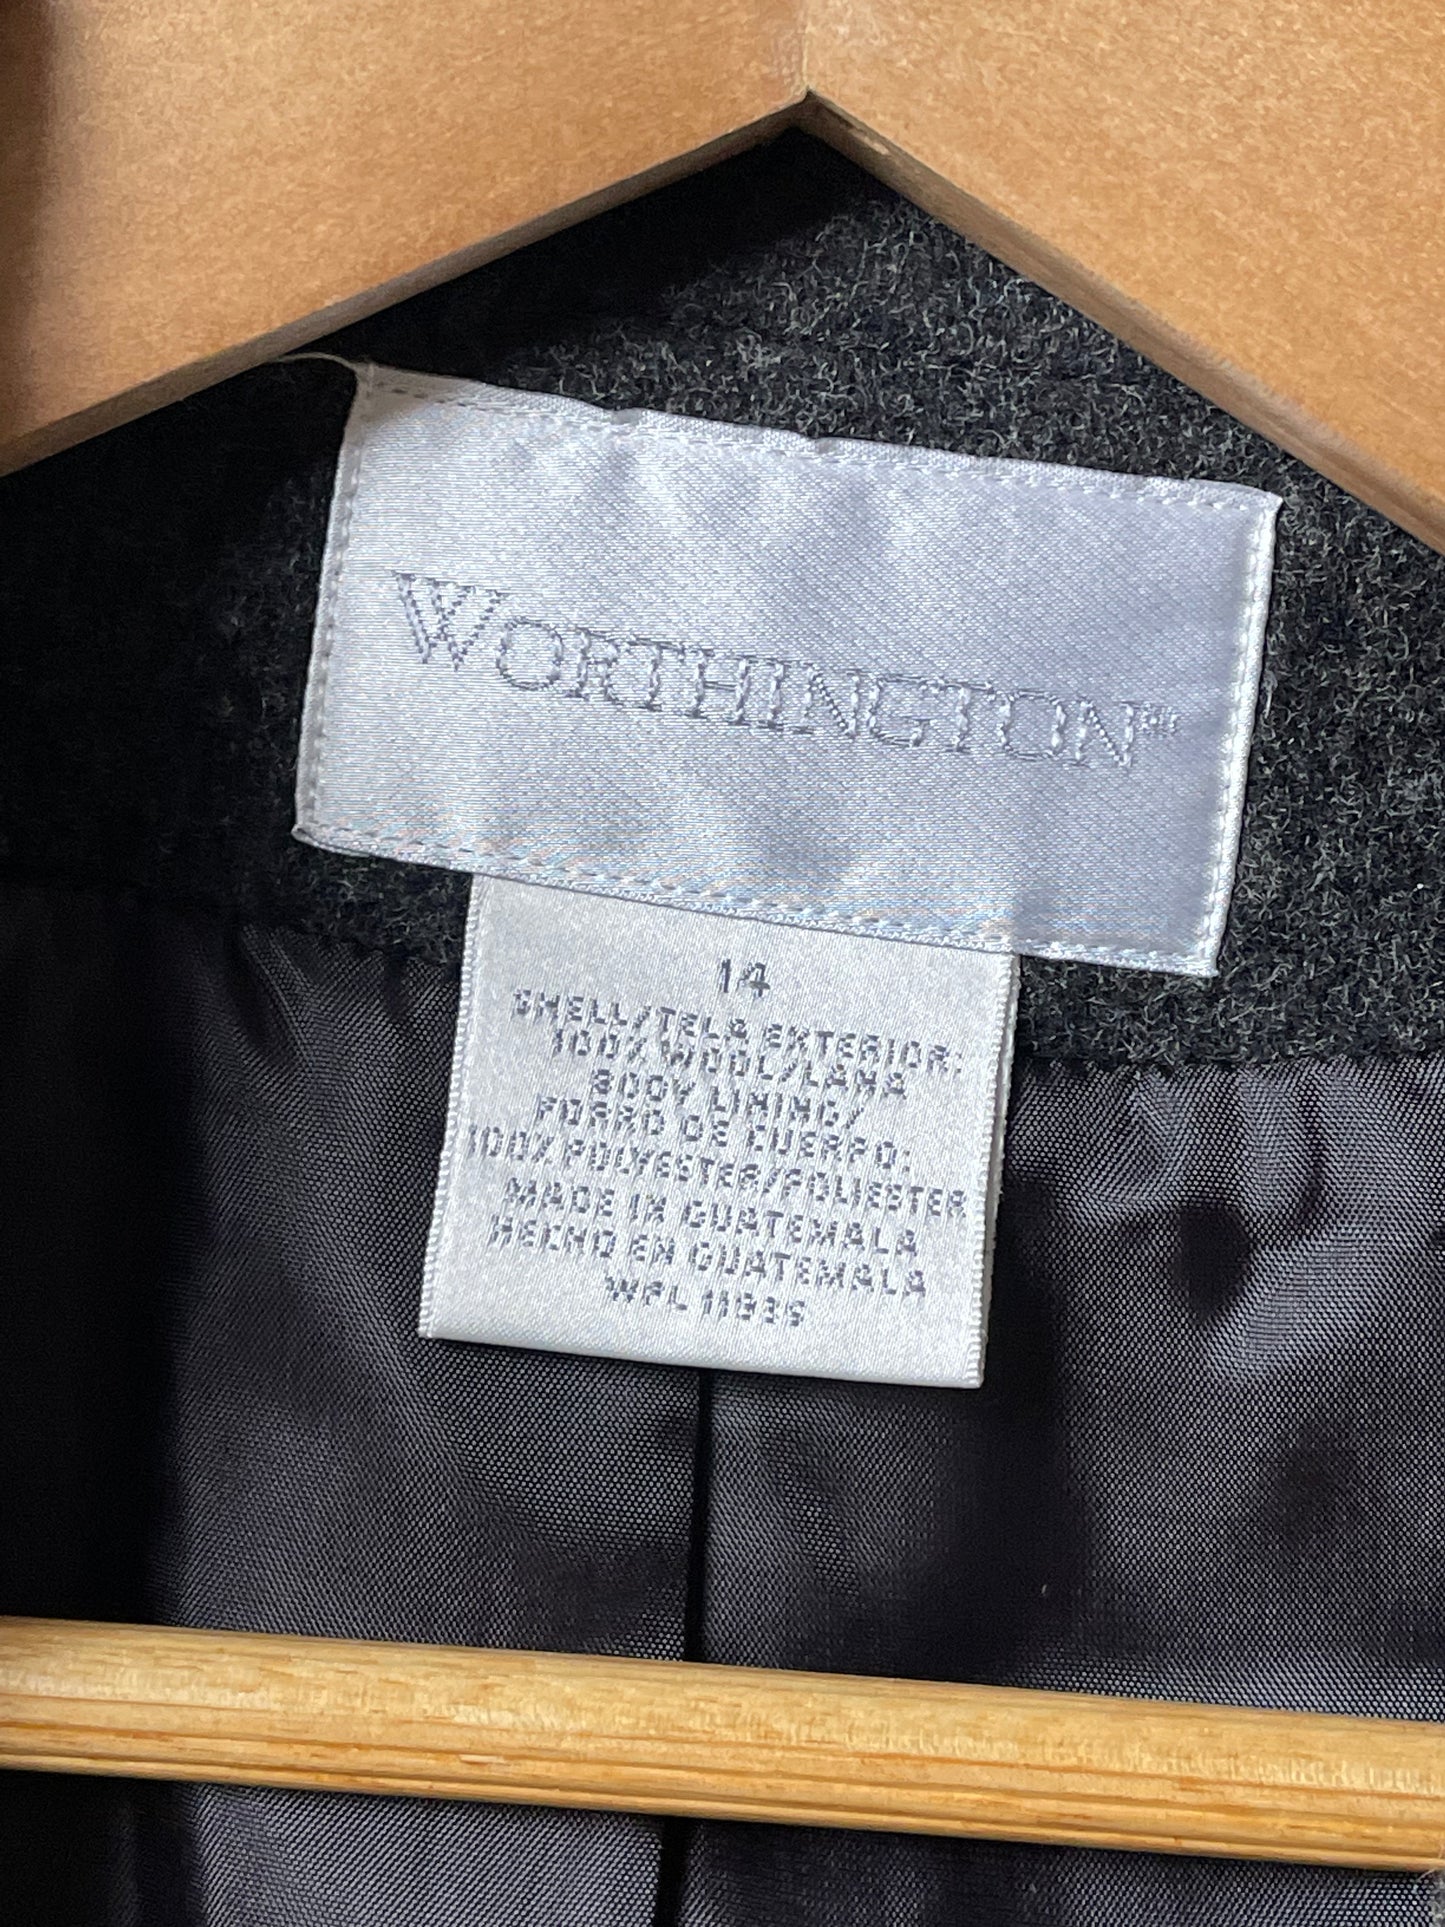 WORTHINGTON®
14
SHELL/TELA EXTERIOR:
100% WOOL/LANA
BODY LINING/
FORRO DE CUERPO:
100% POLYESTER/POLIESTER
MADE IN GUATEMALA
HECHO EN GUATEMALA
WPL 11835